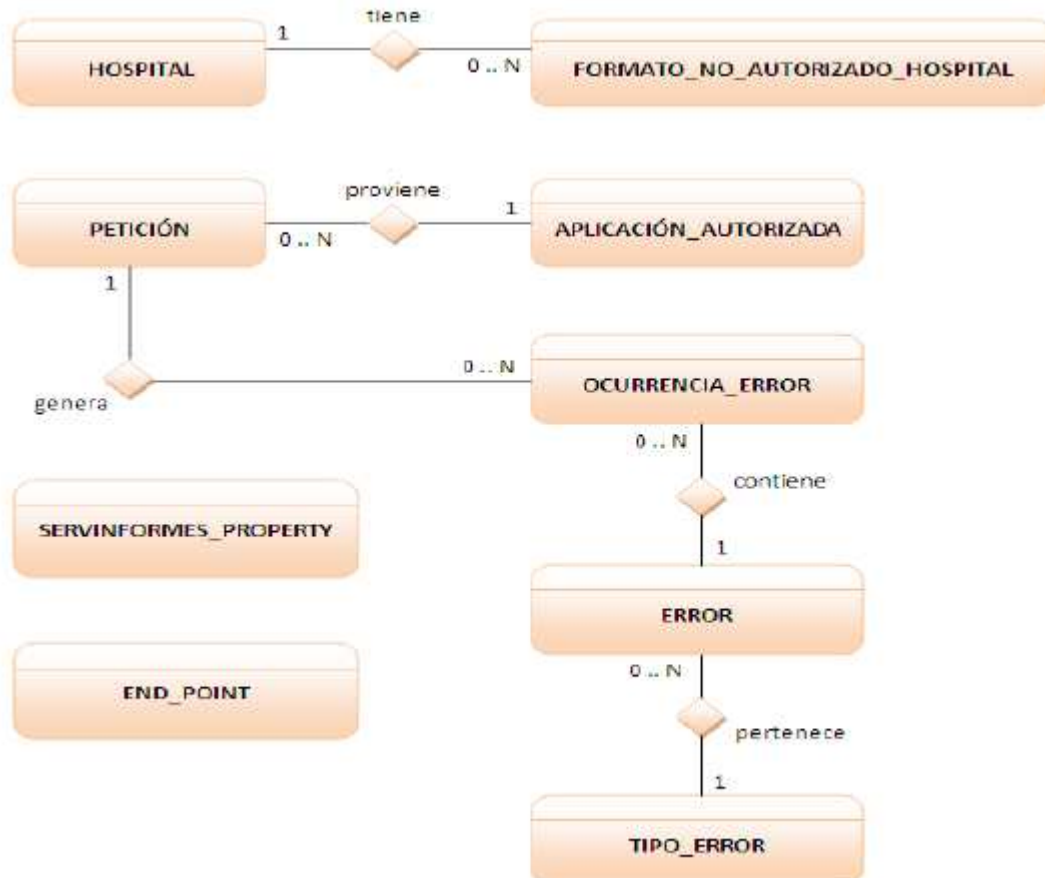 tiene
1
HOSPITAL
0 .. N
FORMATO_NO_AUTORIZADO_HOSPITAL
proviene
PETICIÓN
0 .. N
1
APLICACIÓN_AUTORIZADA
1
genera
0 .. N
OCURRENCIA_ERROR
0 .. N
contiene
SERVINFORMES_PROPERTY
1
ERROR
0 .. N
END_POINT
pertenece
1
TIPO_ERROR